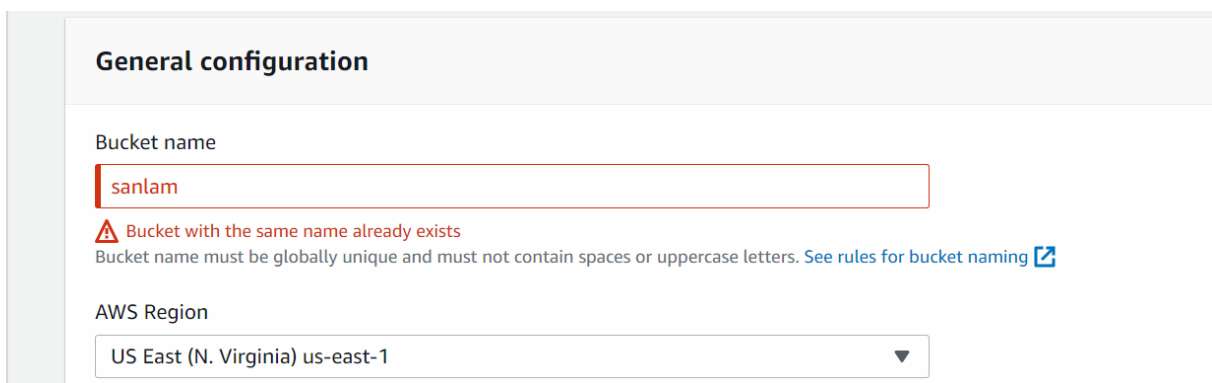 General configuration
Bucket name
sanlam
Bucket with the same name already exists
Bucket name must be globally unique and must not contain spaces or uppercase letters. See rules for bucket naming
AWS Region
US East (N. Virginia) us-east-1